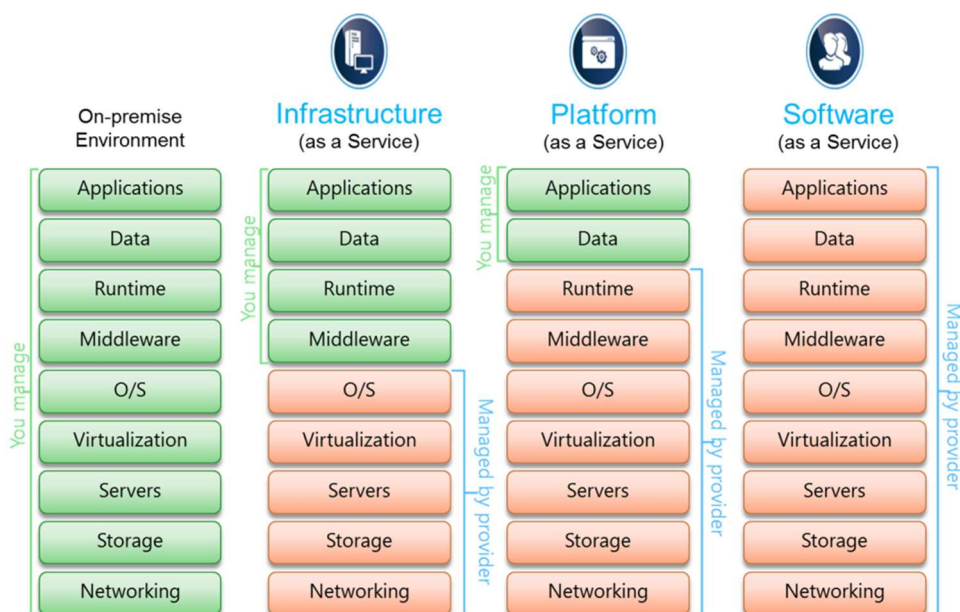 On-premise
Environment
You manage
Applications
Data
Runtime
Middleware
O/S
Virtualization
Servers
Storage
Networking
Infrastructure
(as a Service)
You manage
Applications
Data
Runtime
Middleware
O/S
Virtualization
Servers
Storage
Networking
Managed by provider
Platform
(as a Service)
You manage
Applications
Data
Runtime
Middleware
O/S
Virtualization
Servers
Storage
Networking
Managed by provider
Software
(as a Service)
Applications
Data
Runtime
Middleware
O/S
Virtualization
Servers
Storage
Networking
Managed by provider